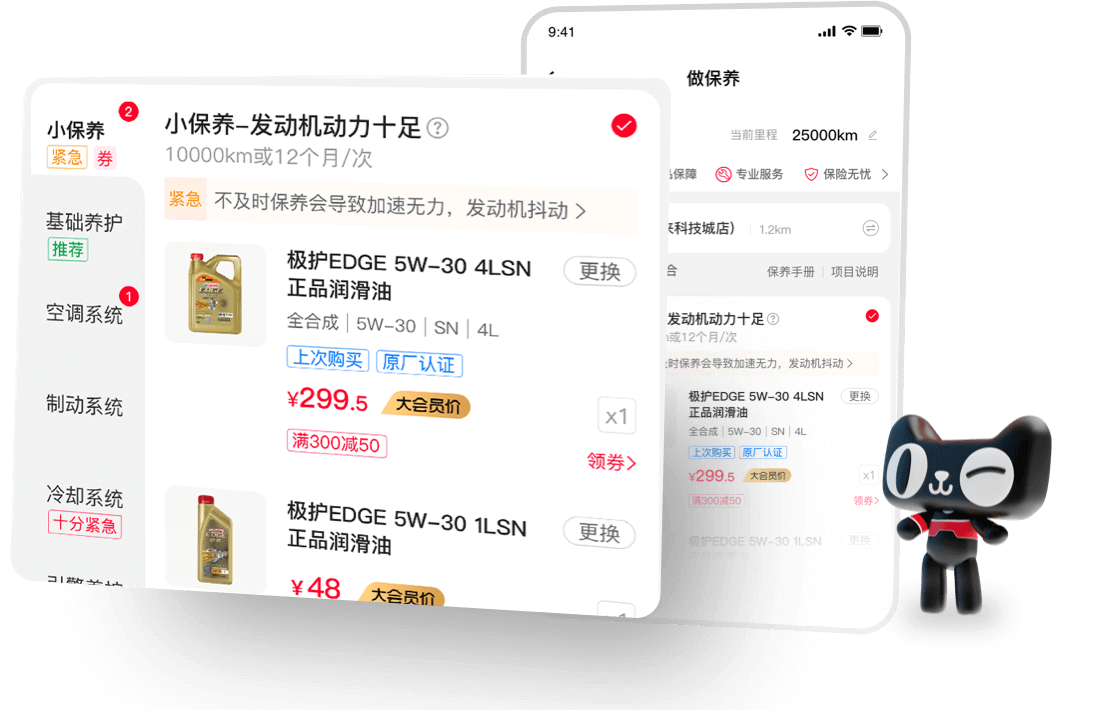 小保养
2
紧急
券
基础养护
推荐
空调系统
1
制动系统
冷却系统
十分紧急
小保养-发动机动力十足
10000km或12个月/次
紧急 不及时保养会导致加速无力，发动机抖动
极护EDGE 5W-30 4LSN
正品润滑油
更换
全合成 | 5W-30 | SN | 4L
上次购买 原厂认证
¥299.5 大会员价
x1
满300减50
领券
极护EDGE 5W-30 1LSN
正品润滑油
更换
¥48 大会员价
9:41
做保养
当前里程 25000km
保障 专业服务 保险无忧
科技城店) 1.2km
保养手册 | 项目说明
发动机动力十足
或12个月/次
时保养会导致加速无力，发动机抖动
极护EDGE 5W-30 4LSN
正品润滑油
更换
全合成 | 5W-30 | SN | 4L
上次购买 原厂认证
¥299.5 大会员价
x1
满300减50
领券
极护EDGE 5W-30 1LSN
更换